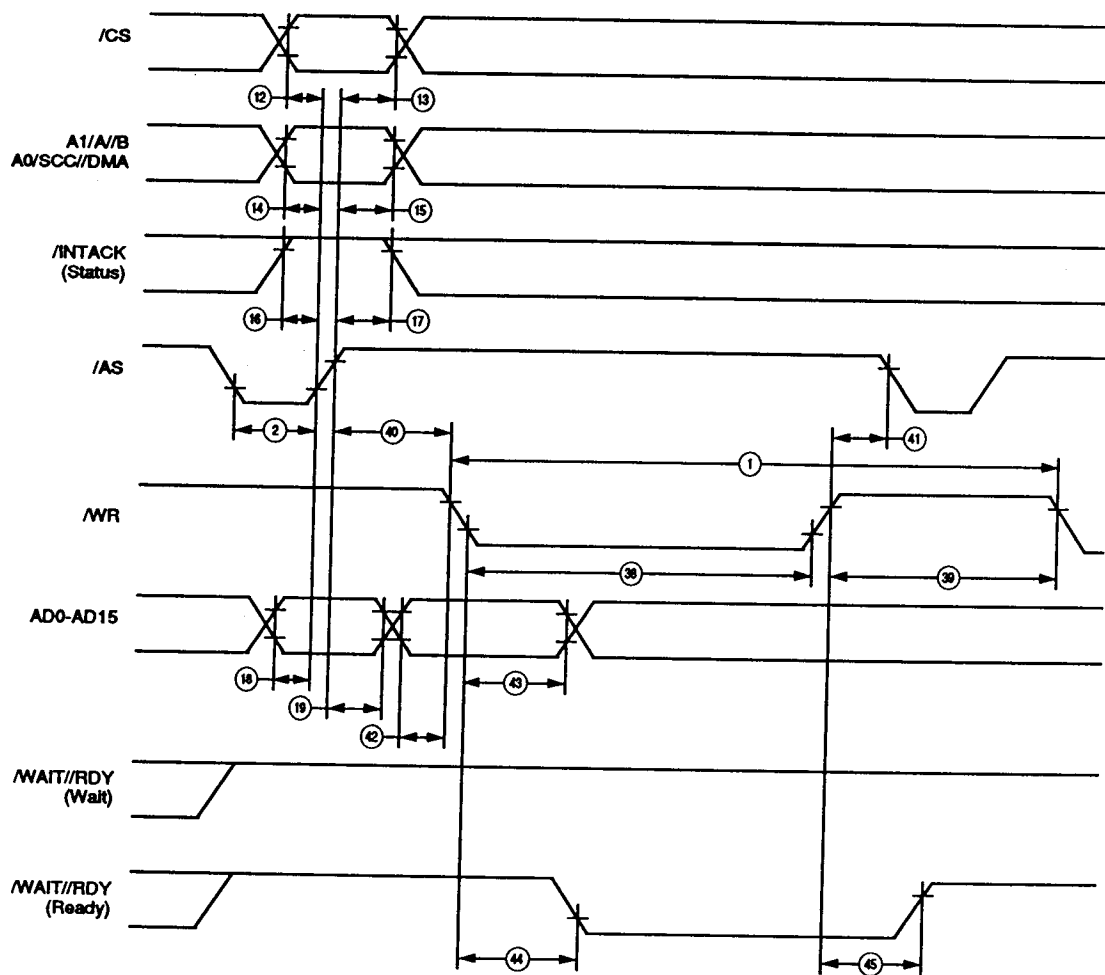 /CS
12
13
A1/A//B
A0/SCC//DMA
14
15
/INTACK
(Status)
16
17
/AS
2
40
41
1
/WR
38
39
AD0-AD15
18
43
19
42
/WAIT//RDY
(Wait)
/WAIT//RDY
(Ready)
44
45